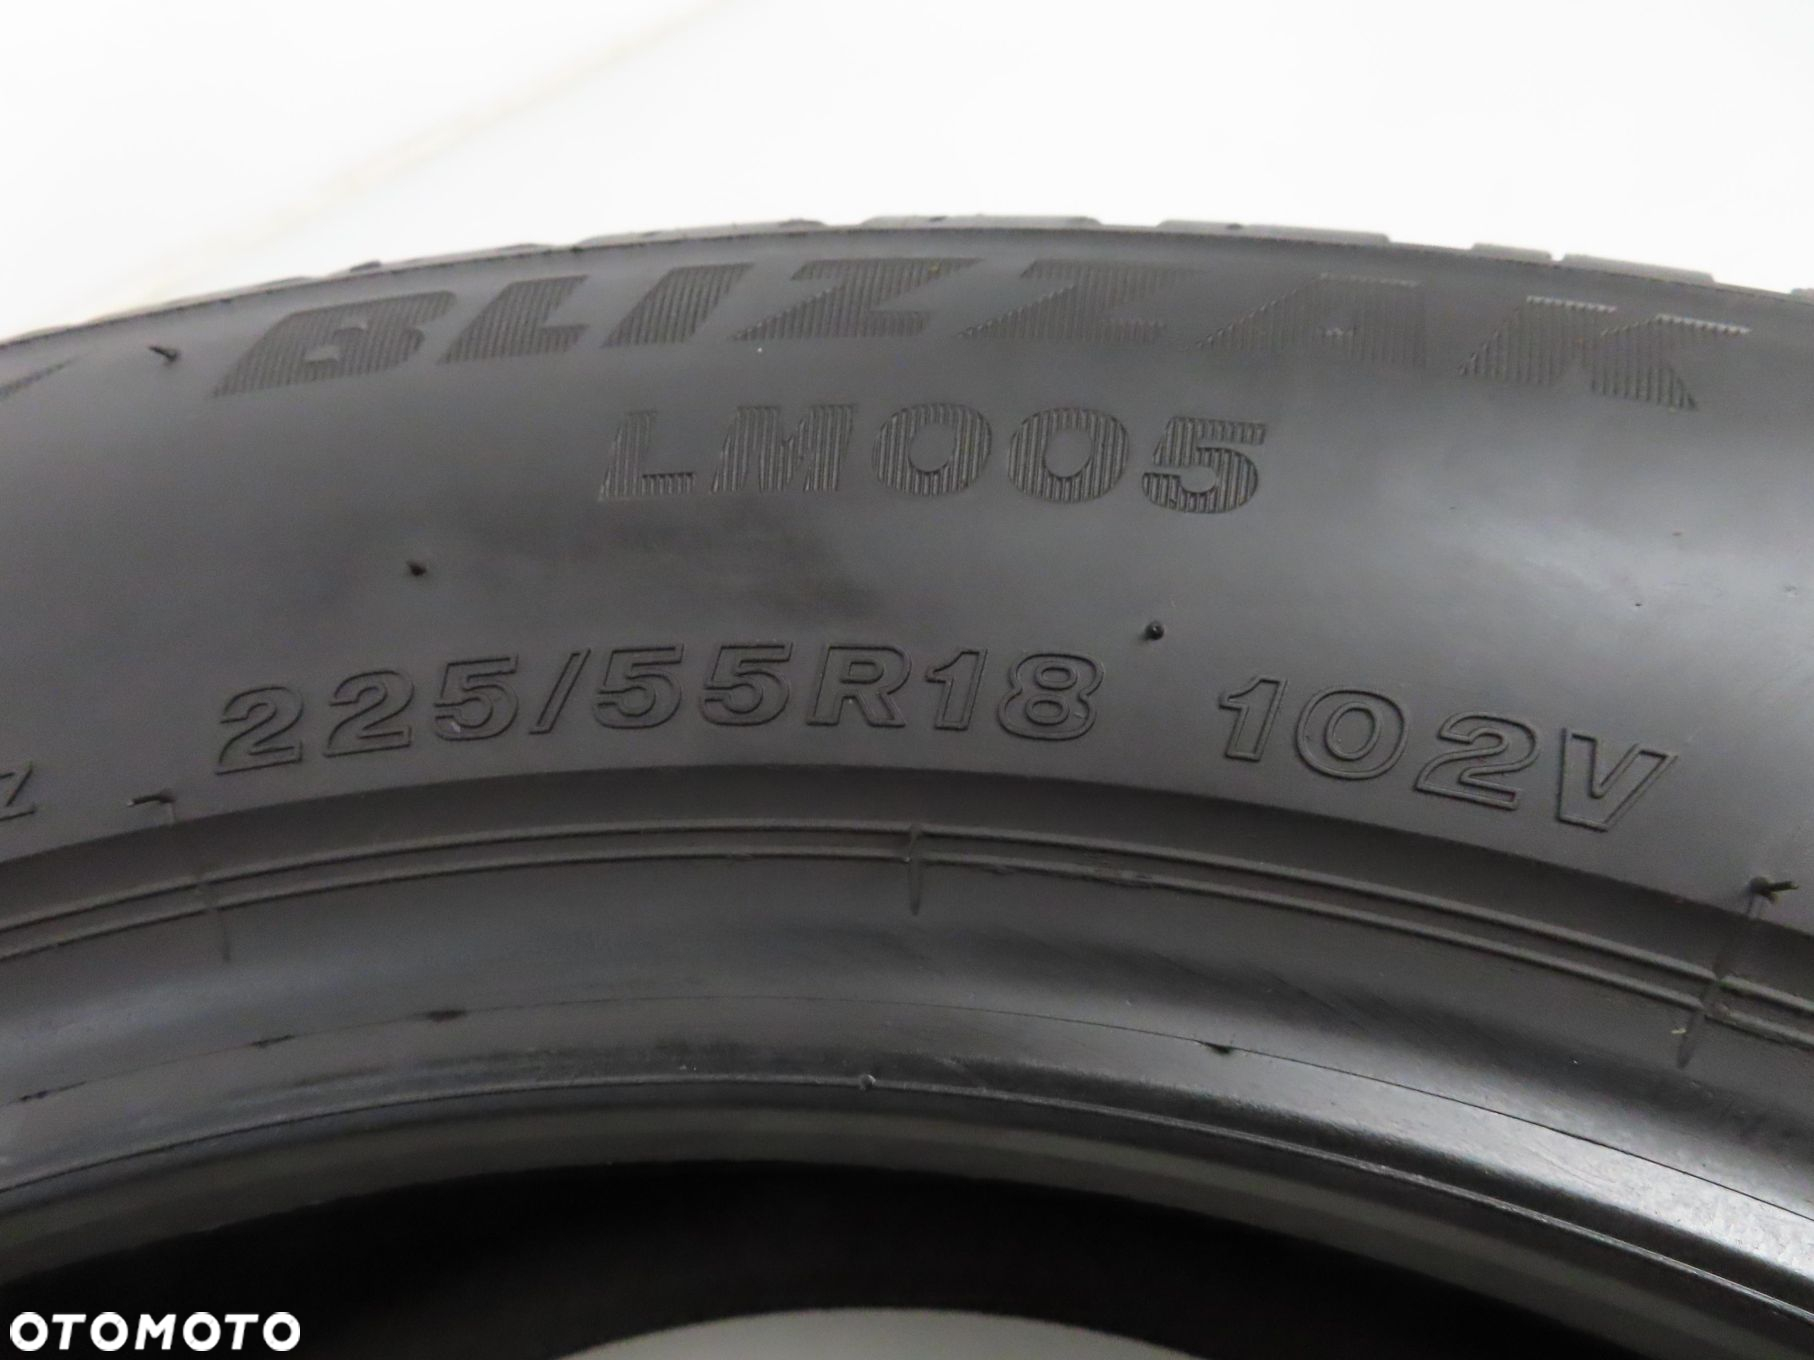 BLIZZAK
LM005
225/55R18 102V
Z
OTOMOTO